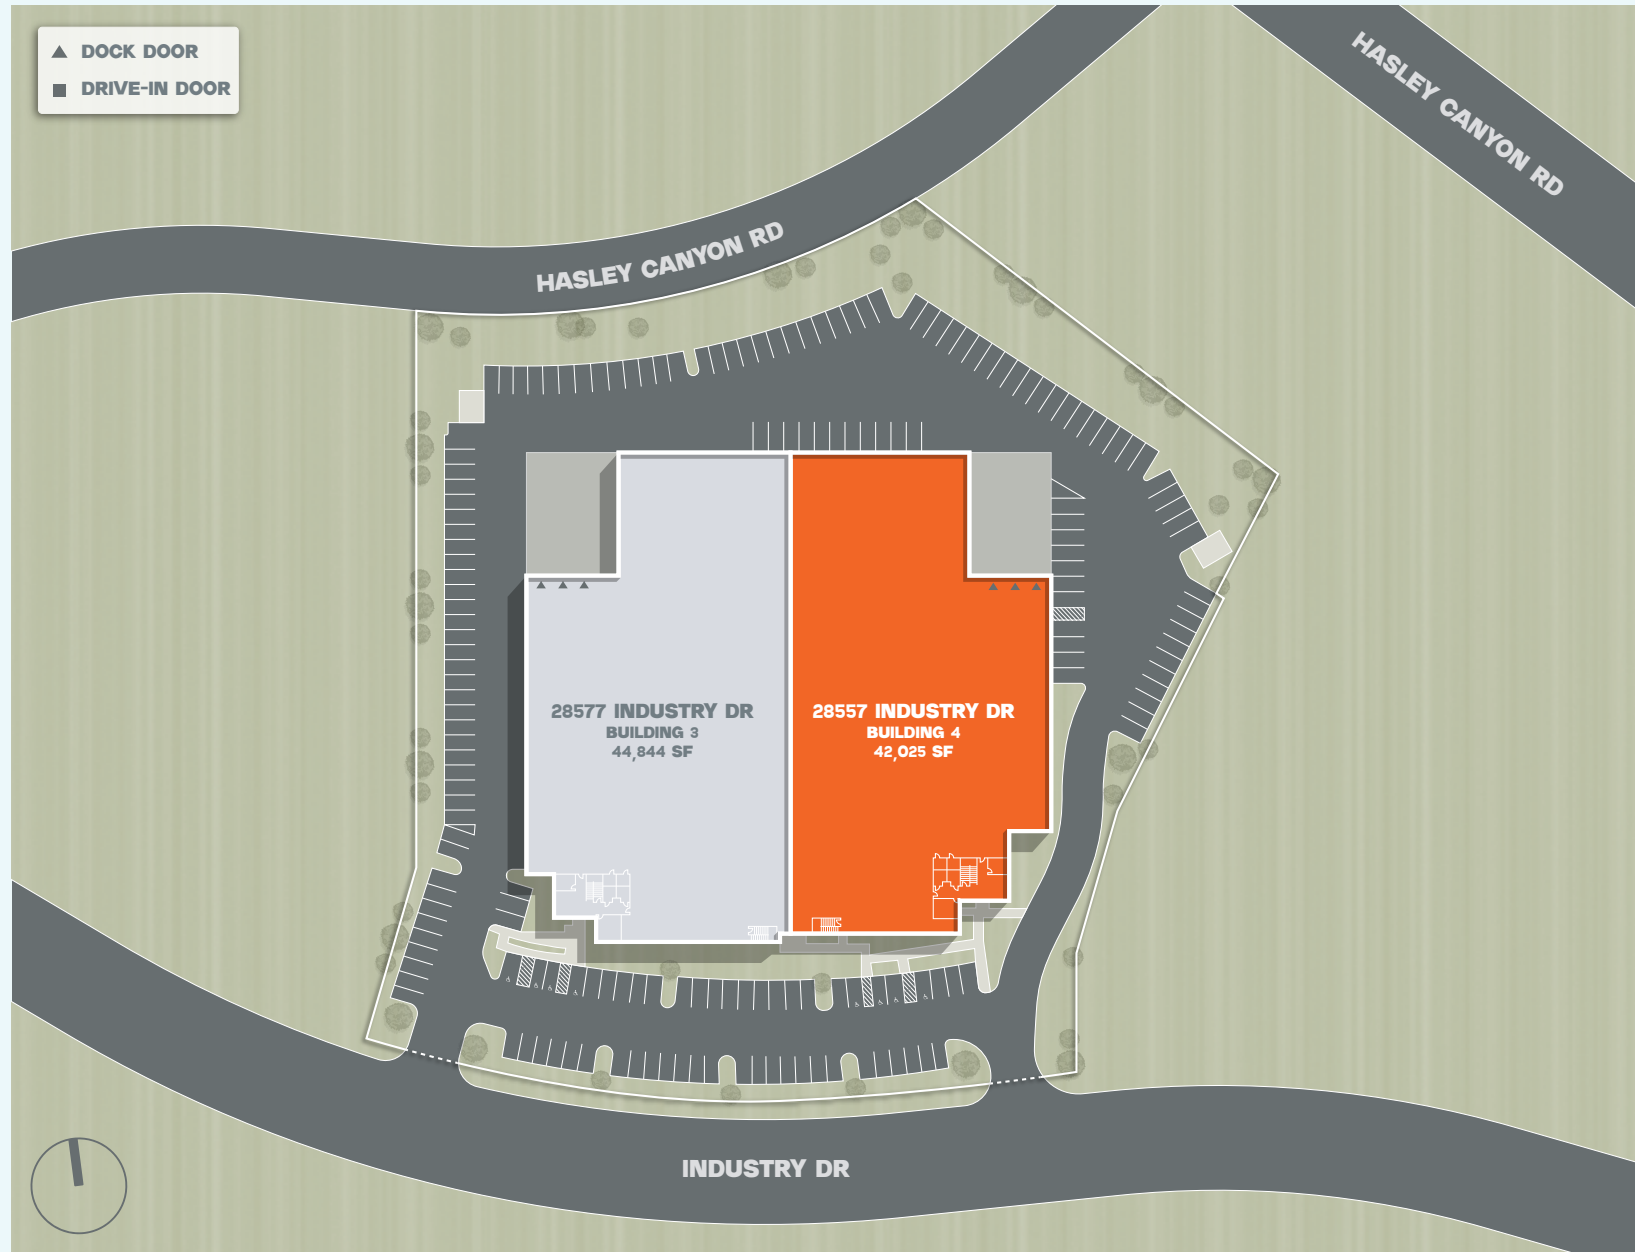 DOCK DOOR
DRIVE-IN DOOR
HASLEY CANYON RD
HASLEY CANYON RD
28577 INDUSTRY DR
BUILDING 3
44,844 SF
28557 INDUSTRY DR
BUILDING 4
42,025 SF
INDUSTRY DR